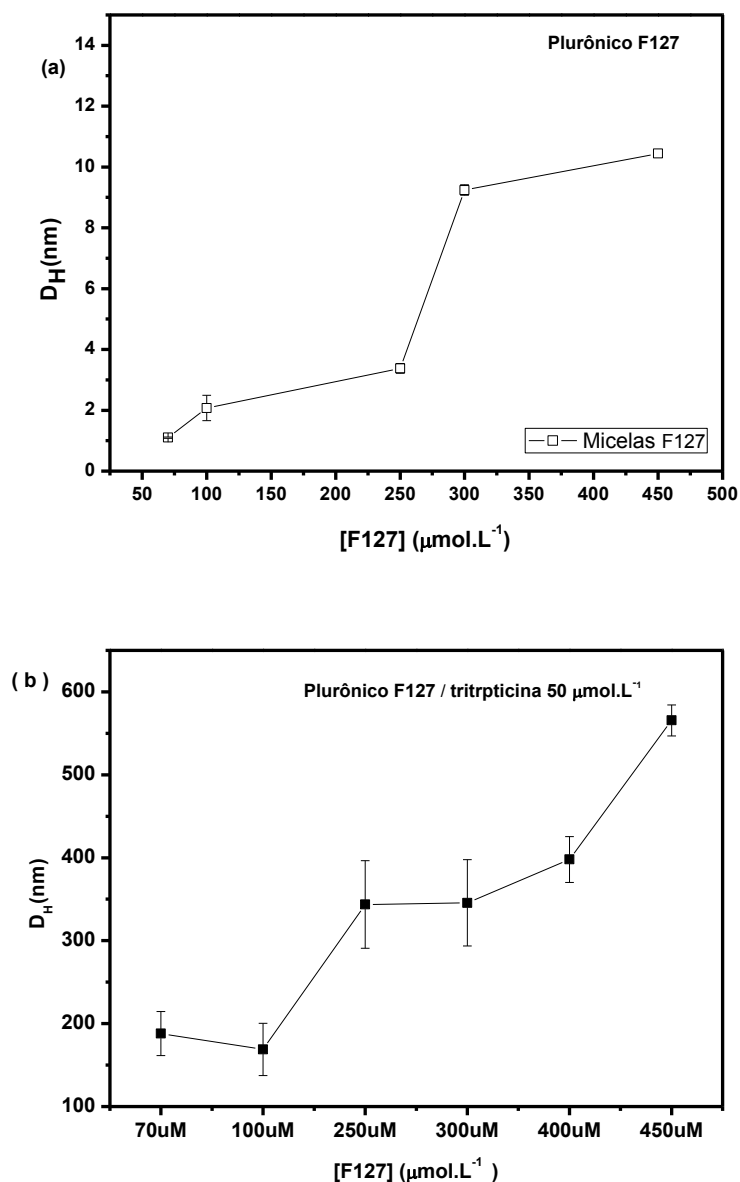 (a)
Plurônico F127
14
12
10
8
6
4
2
0
D_H(nm)
Micelas F127
50 100 150 200 250 300 350 400 450 500
[F127] (μmol.L⁻¹)
( b )
Plurônico F127 / tritrpticina 50 μmol.L⁻¹
600
500
400
300
200
100
D_H(nm)
70uM 100uM 250uM 300uM 400uM 450uM
[F127] (μmol.L⁻¹ )